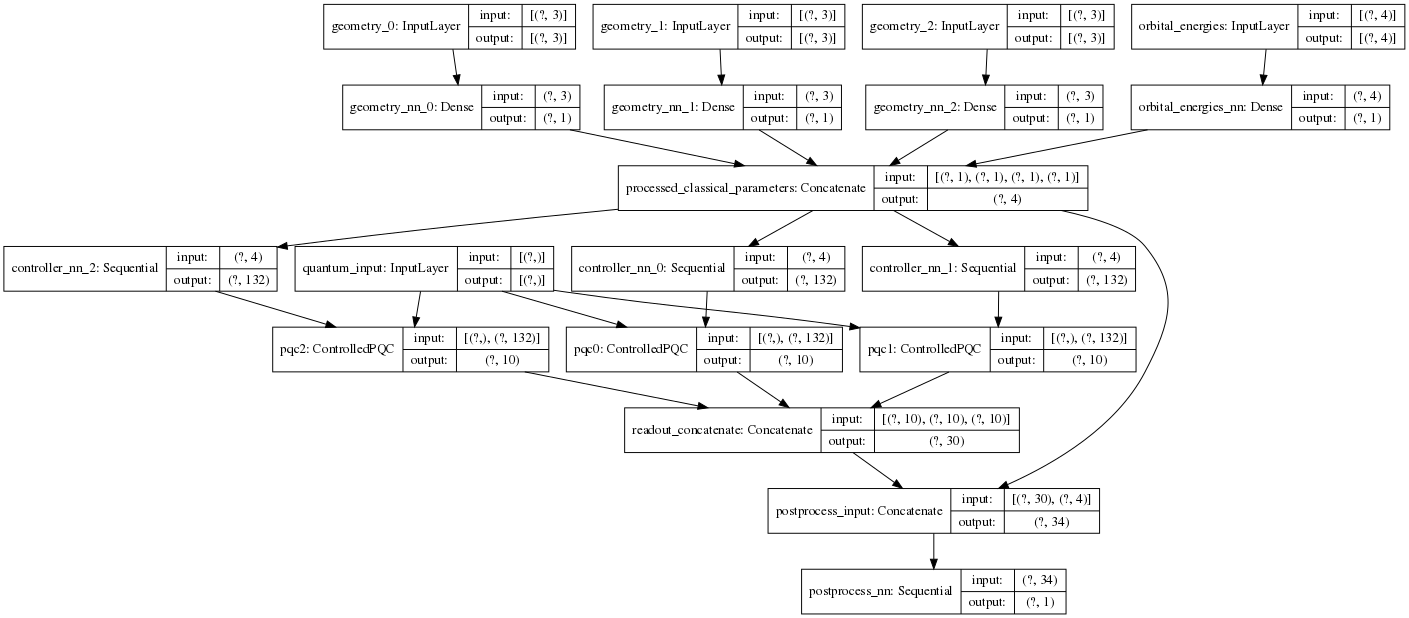 geometry_0: InputLayer
input:
[(?, 3)]
output:
[(?, 3)]
geometry_1: InputLayer
input:
[(?, 3)]
output:
[(?, 3)]
geometry_2: InputLayer
input:
[(?, 3)]
output:
[(?, 3)]
orbital_energies: InputLayer
input:
[(?, 4)]
output:
[(?, 4)]
geometry_nn_0: Dense
input:
(?, 3)
output:
(?, 1)
geometry_nn_1: Dense
input:
(?, 3)
output:
(?, 1)
geometry_nn_2: Dense
input:
(?, 3)
output:
(?, 1)
orbital_energies_nn: Dense
input:
(?, 4)
output:
(?, 1)
processed_classical_parameters: Concatenate
input:
[(?, 1), (?, 1), (?, 1), (?, 1)]
output:
(?, 4)
controller_nn_2: Sequential
input:
(?, 4)
output:
(?, 132)
quantum_input: InputLayer
input:
[(?,)]
output:
[(?,)]
controller_nn_0: Sequential
input:
(?, 4)
output:
(?, 132)
controller_nn_1: Sequential
input:
(?, 4)
output:
(?, 132)
pqc2: ControlledPQC
input:
[(?,), (?, 132)]
output:
(?, 10)
pqc0: ControlledPQC
input:
[(?,), (?, 132)]
output:
(?, 10)
pqc1: ControlledPQC
input:
[(?,), (?, 132)]
output:
(?, 10)
readout_concatenate: Concatenate
input:
[(?, 10), (?, 10), (?, 10)]
output:
(?, 30)
postprocess_input: Concatenate
input:
[(?, 30), (?, 4)]
output:
(?, 34)
postprocess_nn: Sequential
input:
(?, 34)
output:
(?, 1)